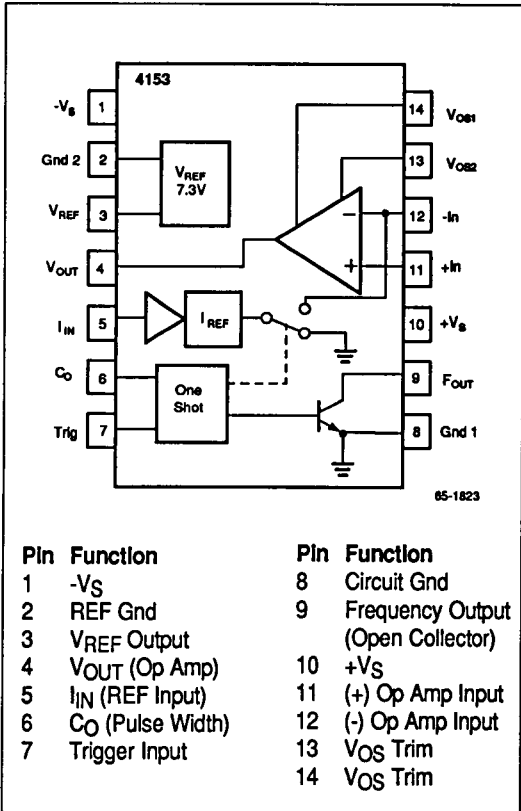 4153
-VS 1
Gnd 2 2
VREF 3
VOUT 4
IIN 5
CO 6
Trig 7
VREF
7.3V
IREF
One
Shot
−
+
14 VOS1
13 VOS2
12 -In
11 +In
10 +VS
9 FOUT
8 Gnd 1
65-1823
Pin Function
1 -VS
2 REF Gnd
3 VREF Output
4 VOUT (Op Amp)
5 IIN (REF Input)
6 CO (Pulse Width)
7 Trigger Input
Pin Function
8 Circuit Gnd
9 Frequency Output
(Open Collector)
10 +VS
11 (+) Op Amp Input
12 (-) Op Amp Input
13 VOS Trim
14 VOS Trim